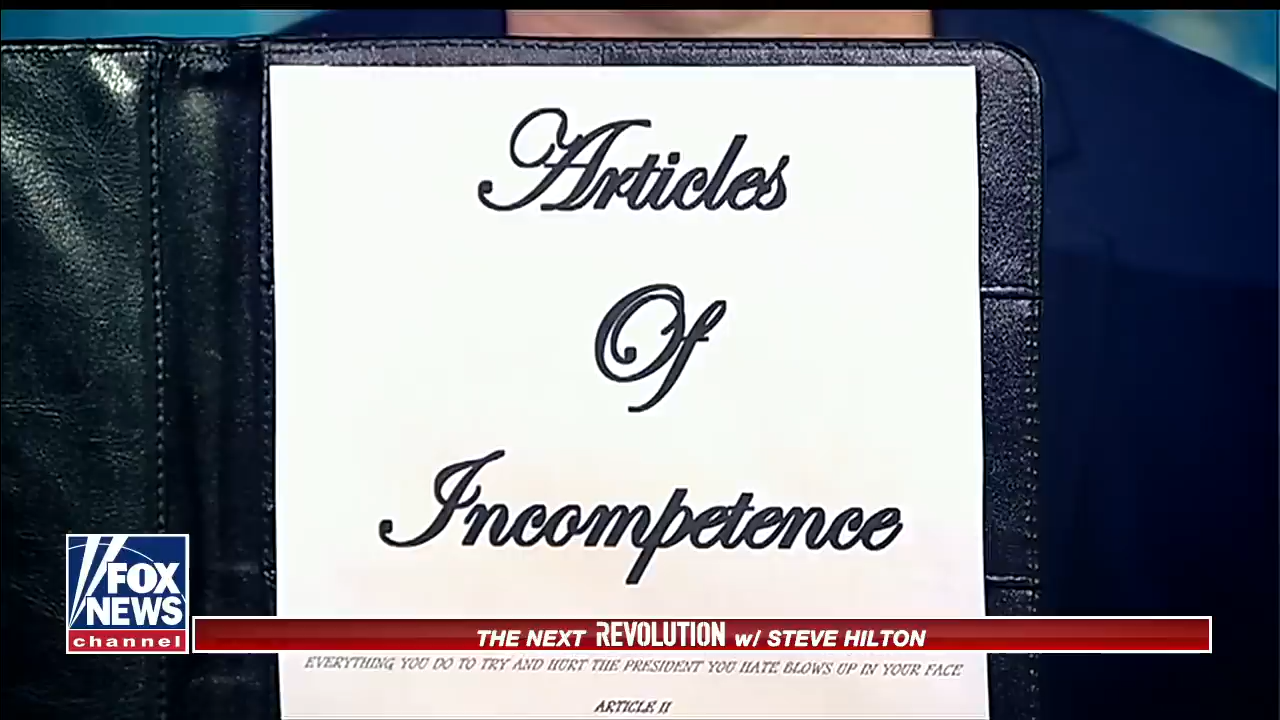 Articles
Of
Incompetence
FOX
NEWS
channel
THE NEXT REVOLUTION w/ STEVE HILTON
EVERYTHING YOU DO TO TRY AND HURT THE PRESIDENT YOU HATE BLOWS UP IN YOUR FACE
ARTICLE II